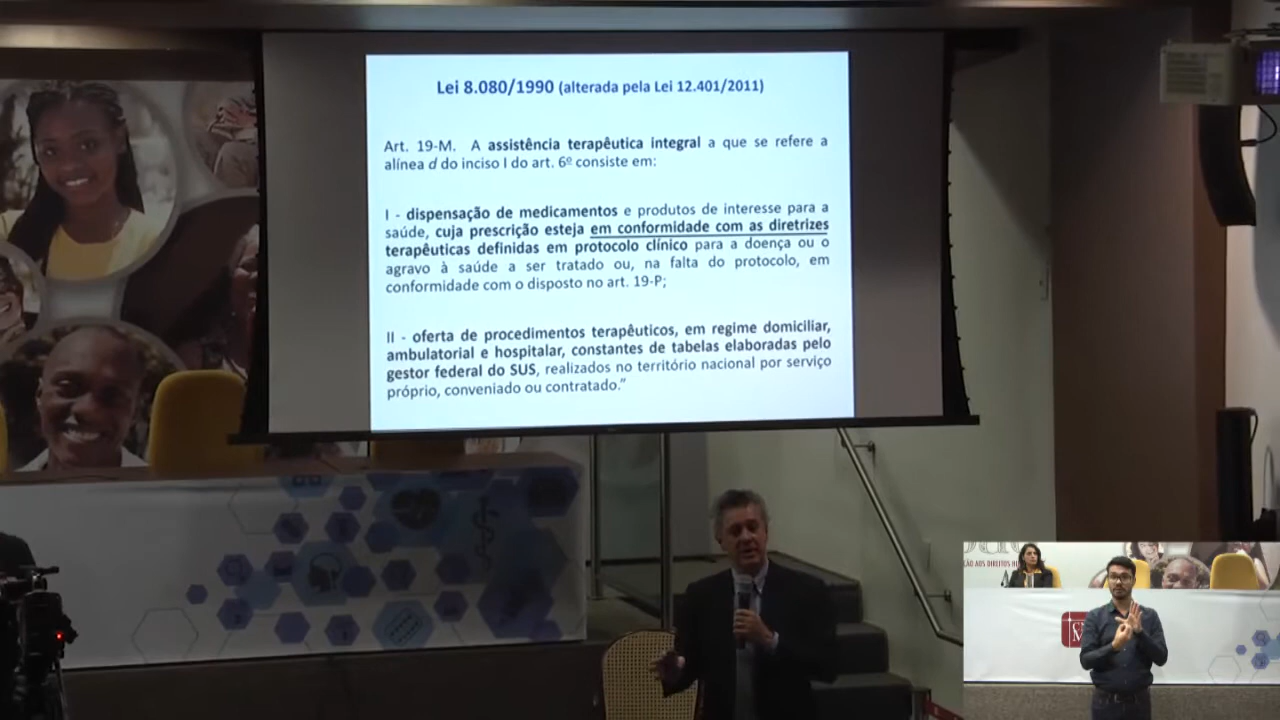 Lei 8.080/1990 (alterada pela Lei 12.401/2011)
Art. 19-M. A assistência terapêutica integral a que se refere a
alínea d do inciso I do art. 6º consiste em:
I - dispensação de medicamentos e produtos de interesse para a
saúde, cuja prescrição esteja em conformidade com as diretrizes
terapêuticas definidas em protocolo clínico para a doença ou o
agravo à saúde a ser tratado ou, na falta do protocolo, em
conformidade com o disposto no art. 19-P;
II - oferta de procedimentos terapêuticos, em regime domiciliar,
ambulatorial e hospitalar, constantes de tabelas elaboradas pelo
gestor federal do SUS, realizados no território nacional por serviço
próprio, conveniado ou contratado.”
AOS DIREITOS